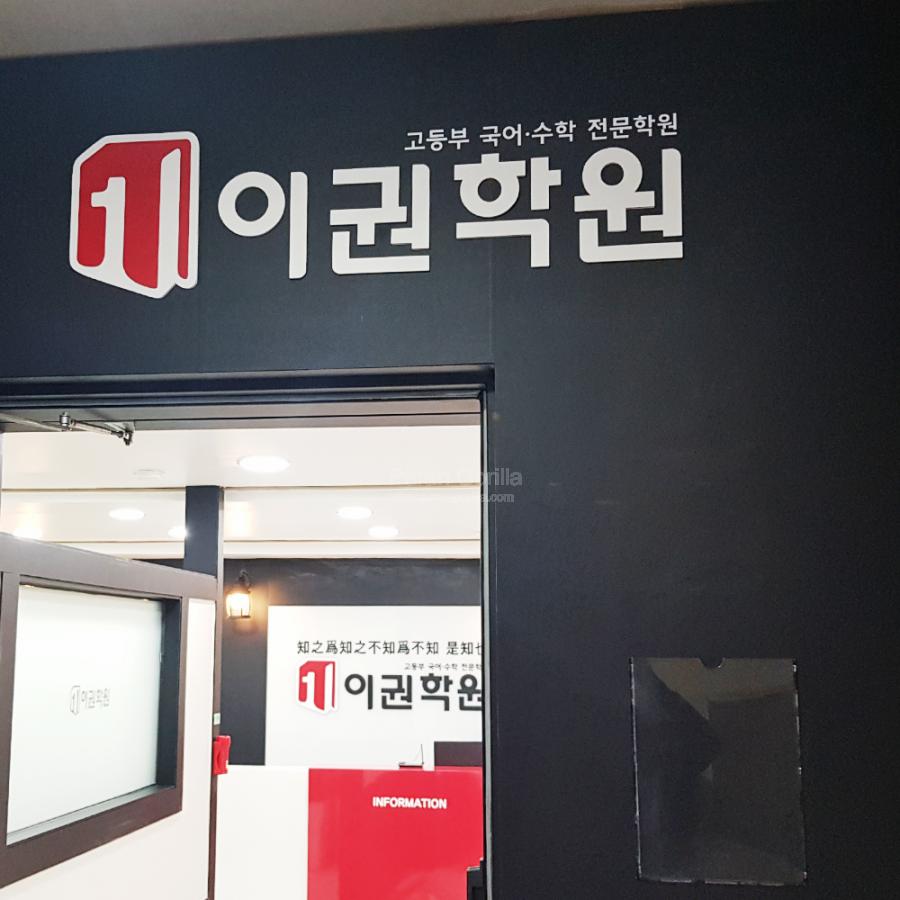 고등부 국어·수학 전문학원
이권학원
知之爲知之不知爲不知 是知也
고등부 국어·수학 전문
이권학원
이권학원
INFORMATION